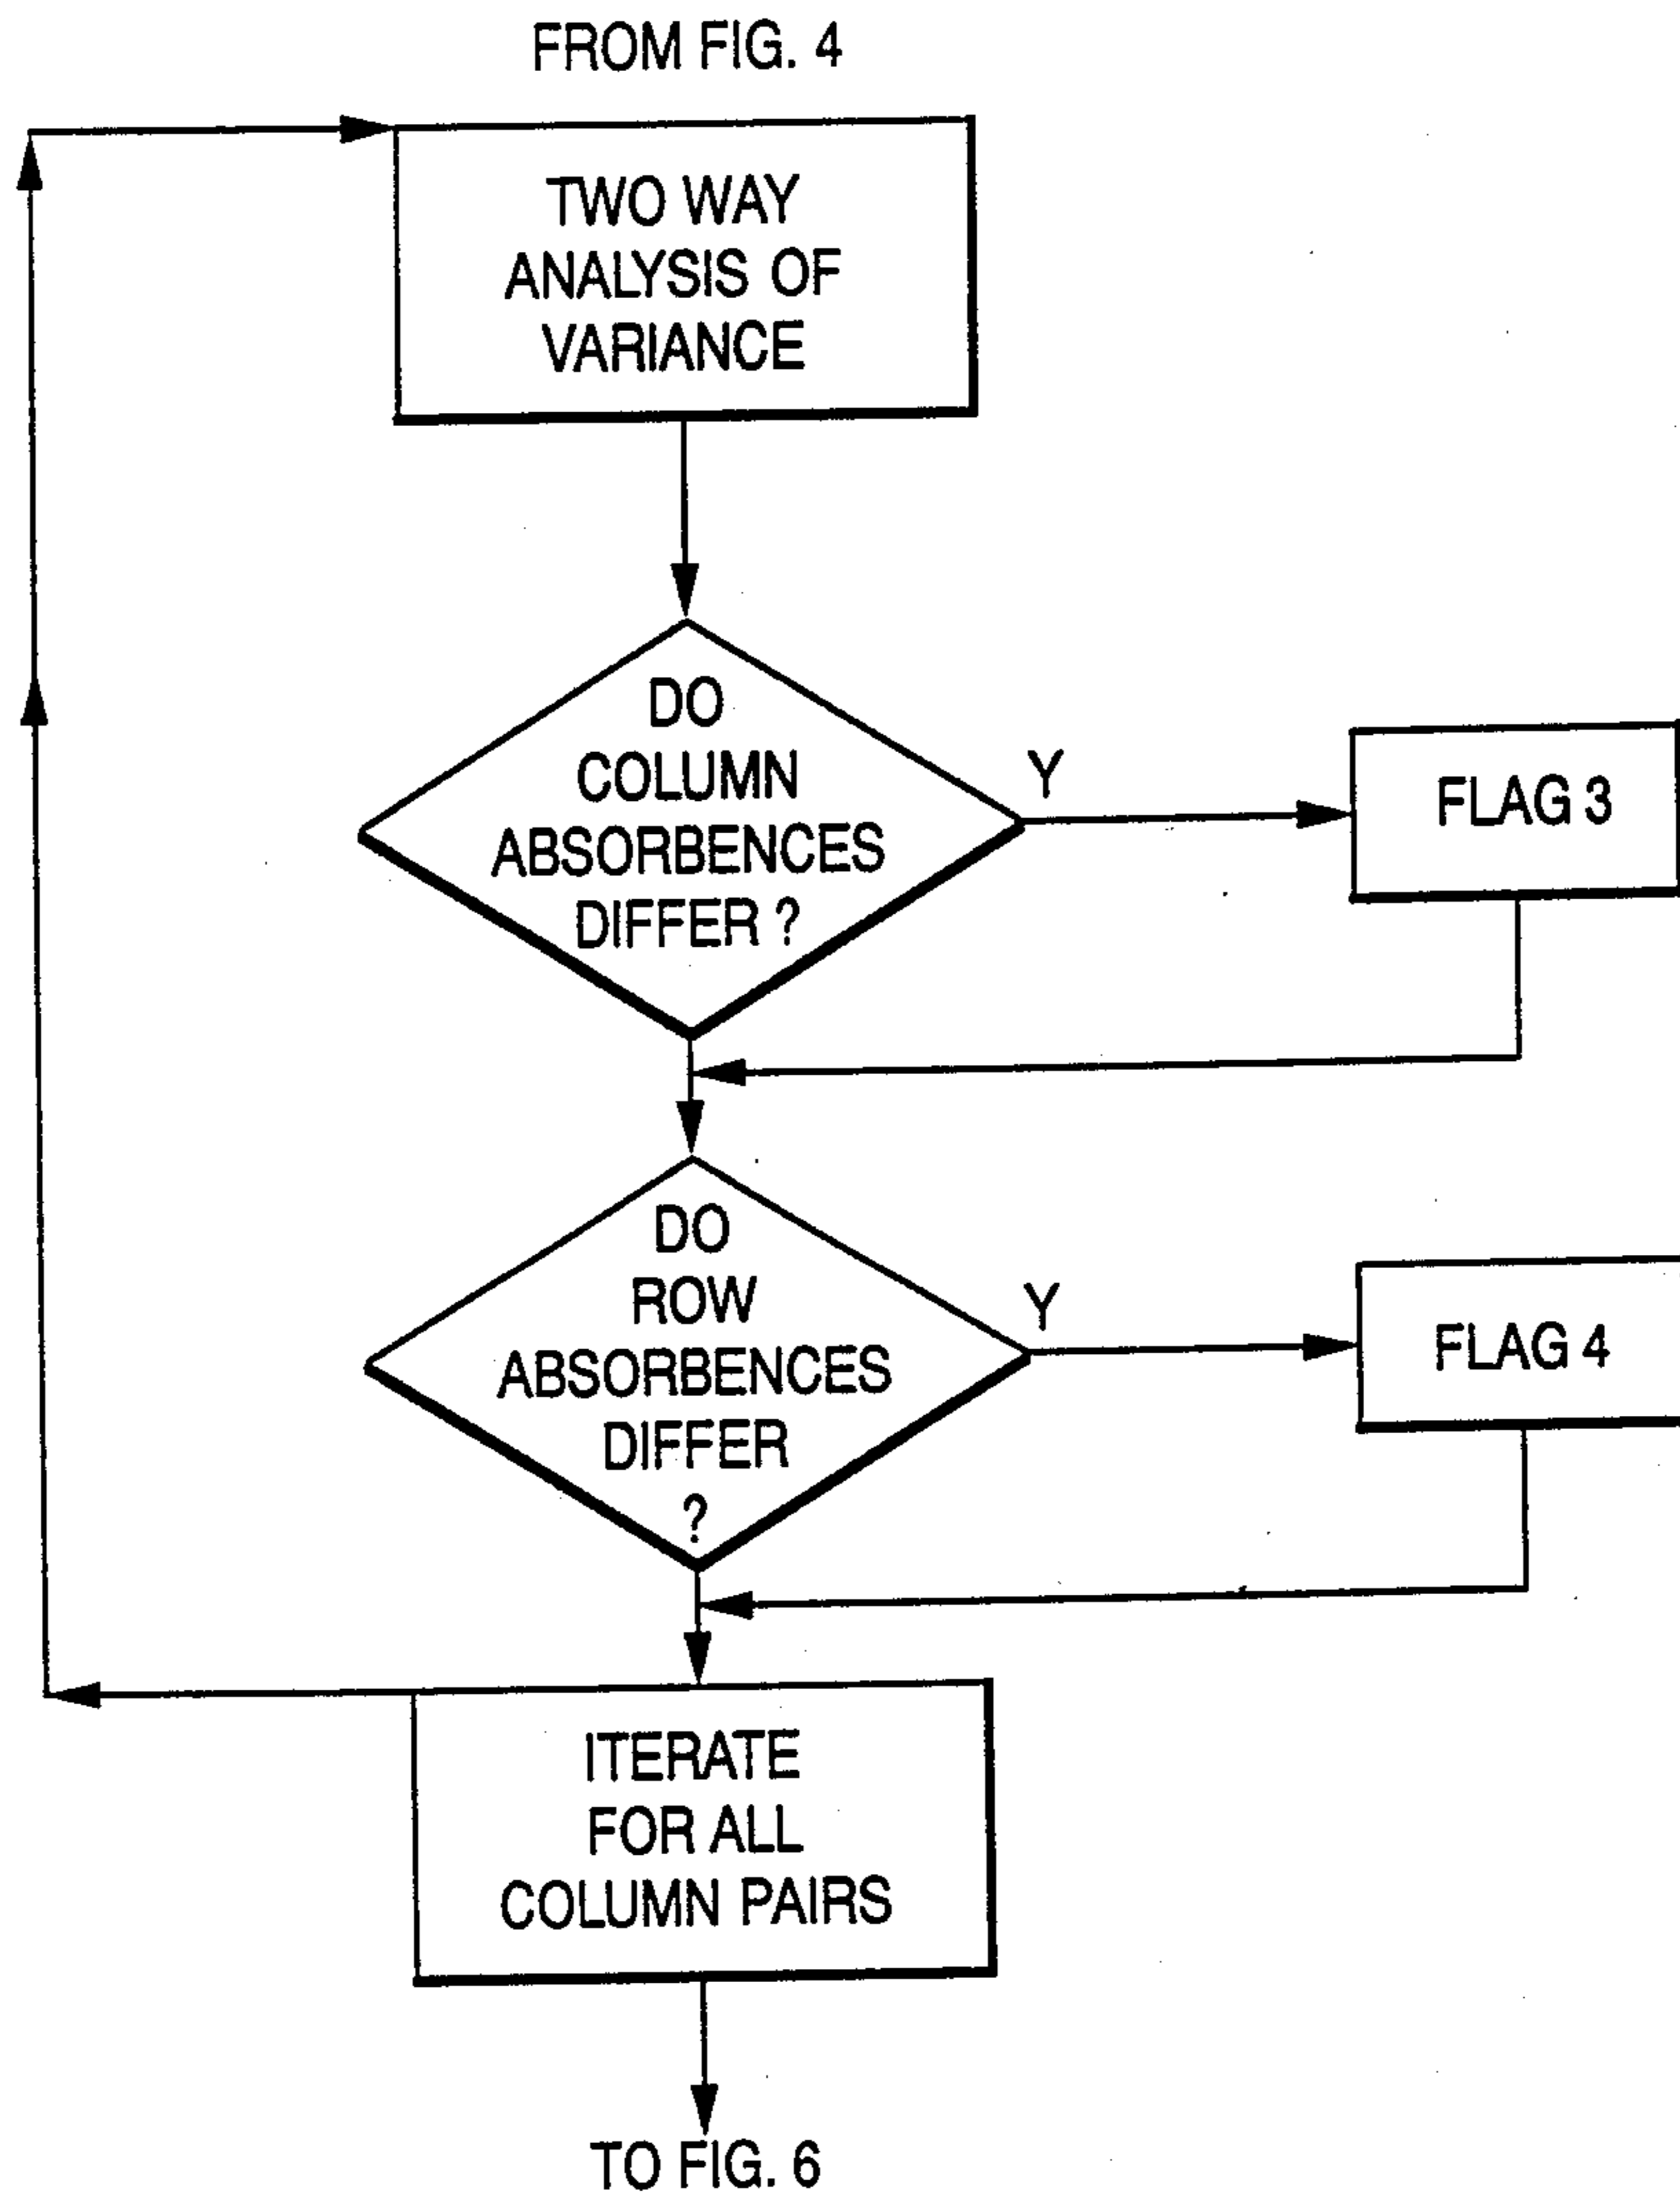 FROM FIG. 4
TWO WAY
ANALYSIS OF
VARIANCE
DO
COLUMN
ABSORBENCES
DIFFER ?
Y
FLAG 3
DO
ROW
ABSORBENCES
DIFFER
?
Y
FLAG 4
ITERATE
FOR ALL
COLUMN PAIRS
TO FIG. 6